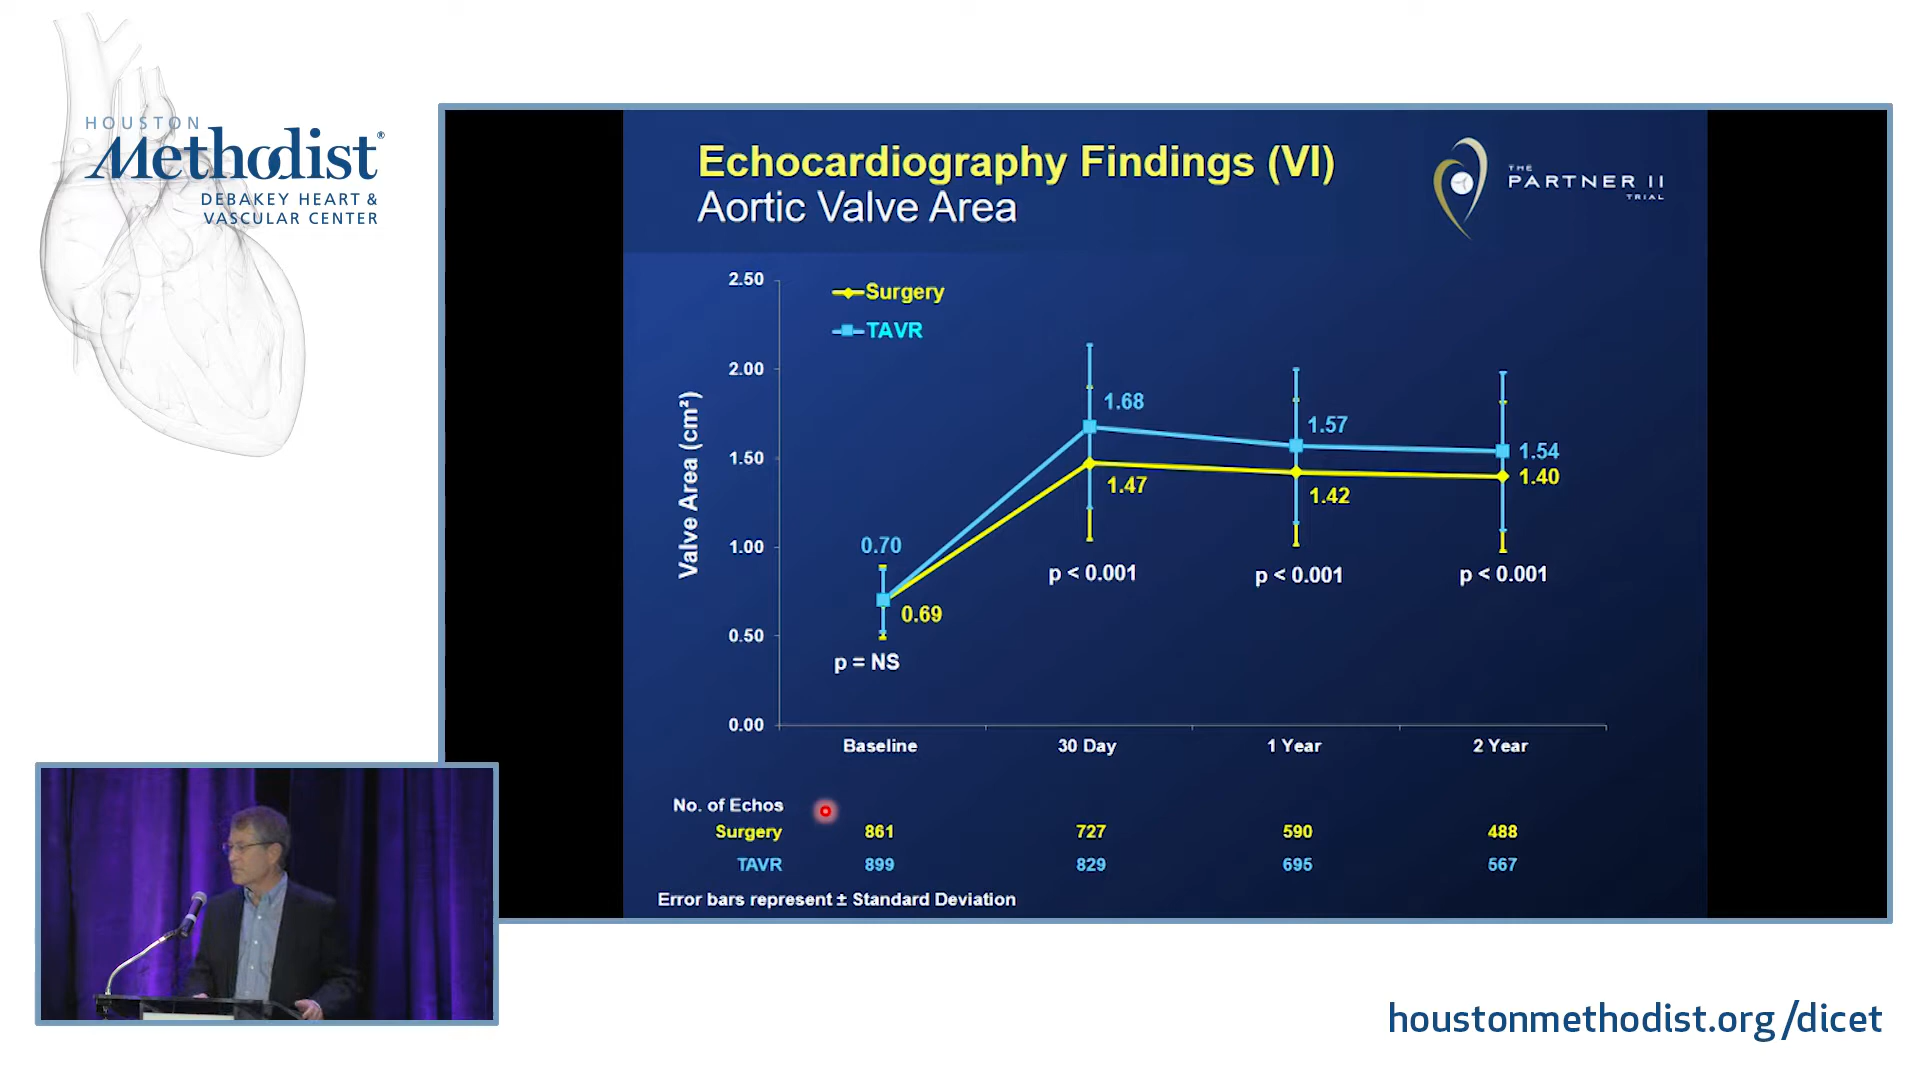 HOUSTON
Methodist®
DEBAKEY HEART &
VASCULAR CENTER
Echocardiography Findings (VI)
Aortic Valve Area
THE
PARTNER II
TRIAL
2.50
2.00
1.50
1.00
0.50
0.00
Valve Area (cm²)
Surgery
TAVR
0.70
0.69
p = NS
1.68
1.47
p < 0.001
1.57
1.42
p < 0.001
1.54
1.40
p < 0.001
Baseline 30 Day 1 Year 2 Year
No. of Echos
Surgery 861 727 590 488
TAVR 899 829 695 567
Error bars represent ± Standard Deviation
houstonmethodist.org/dicet